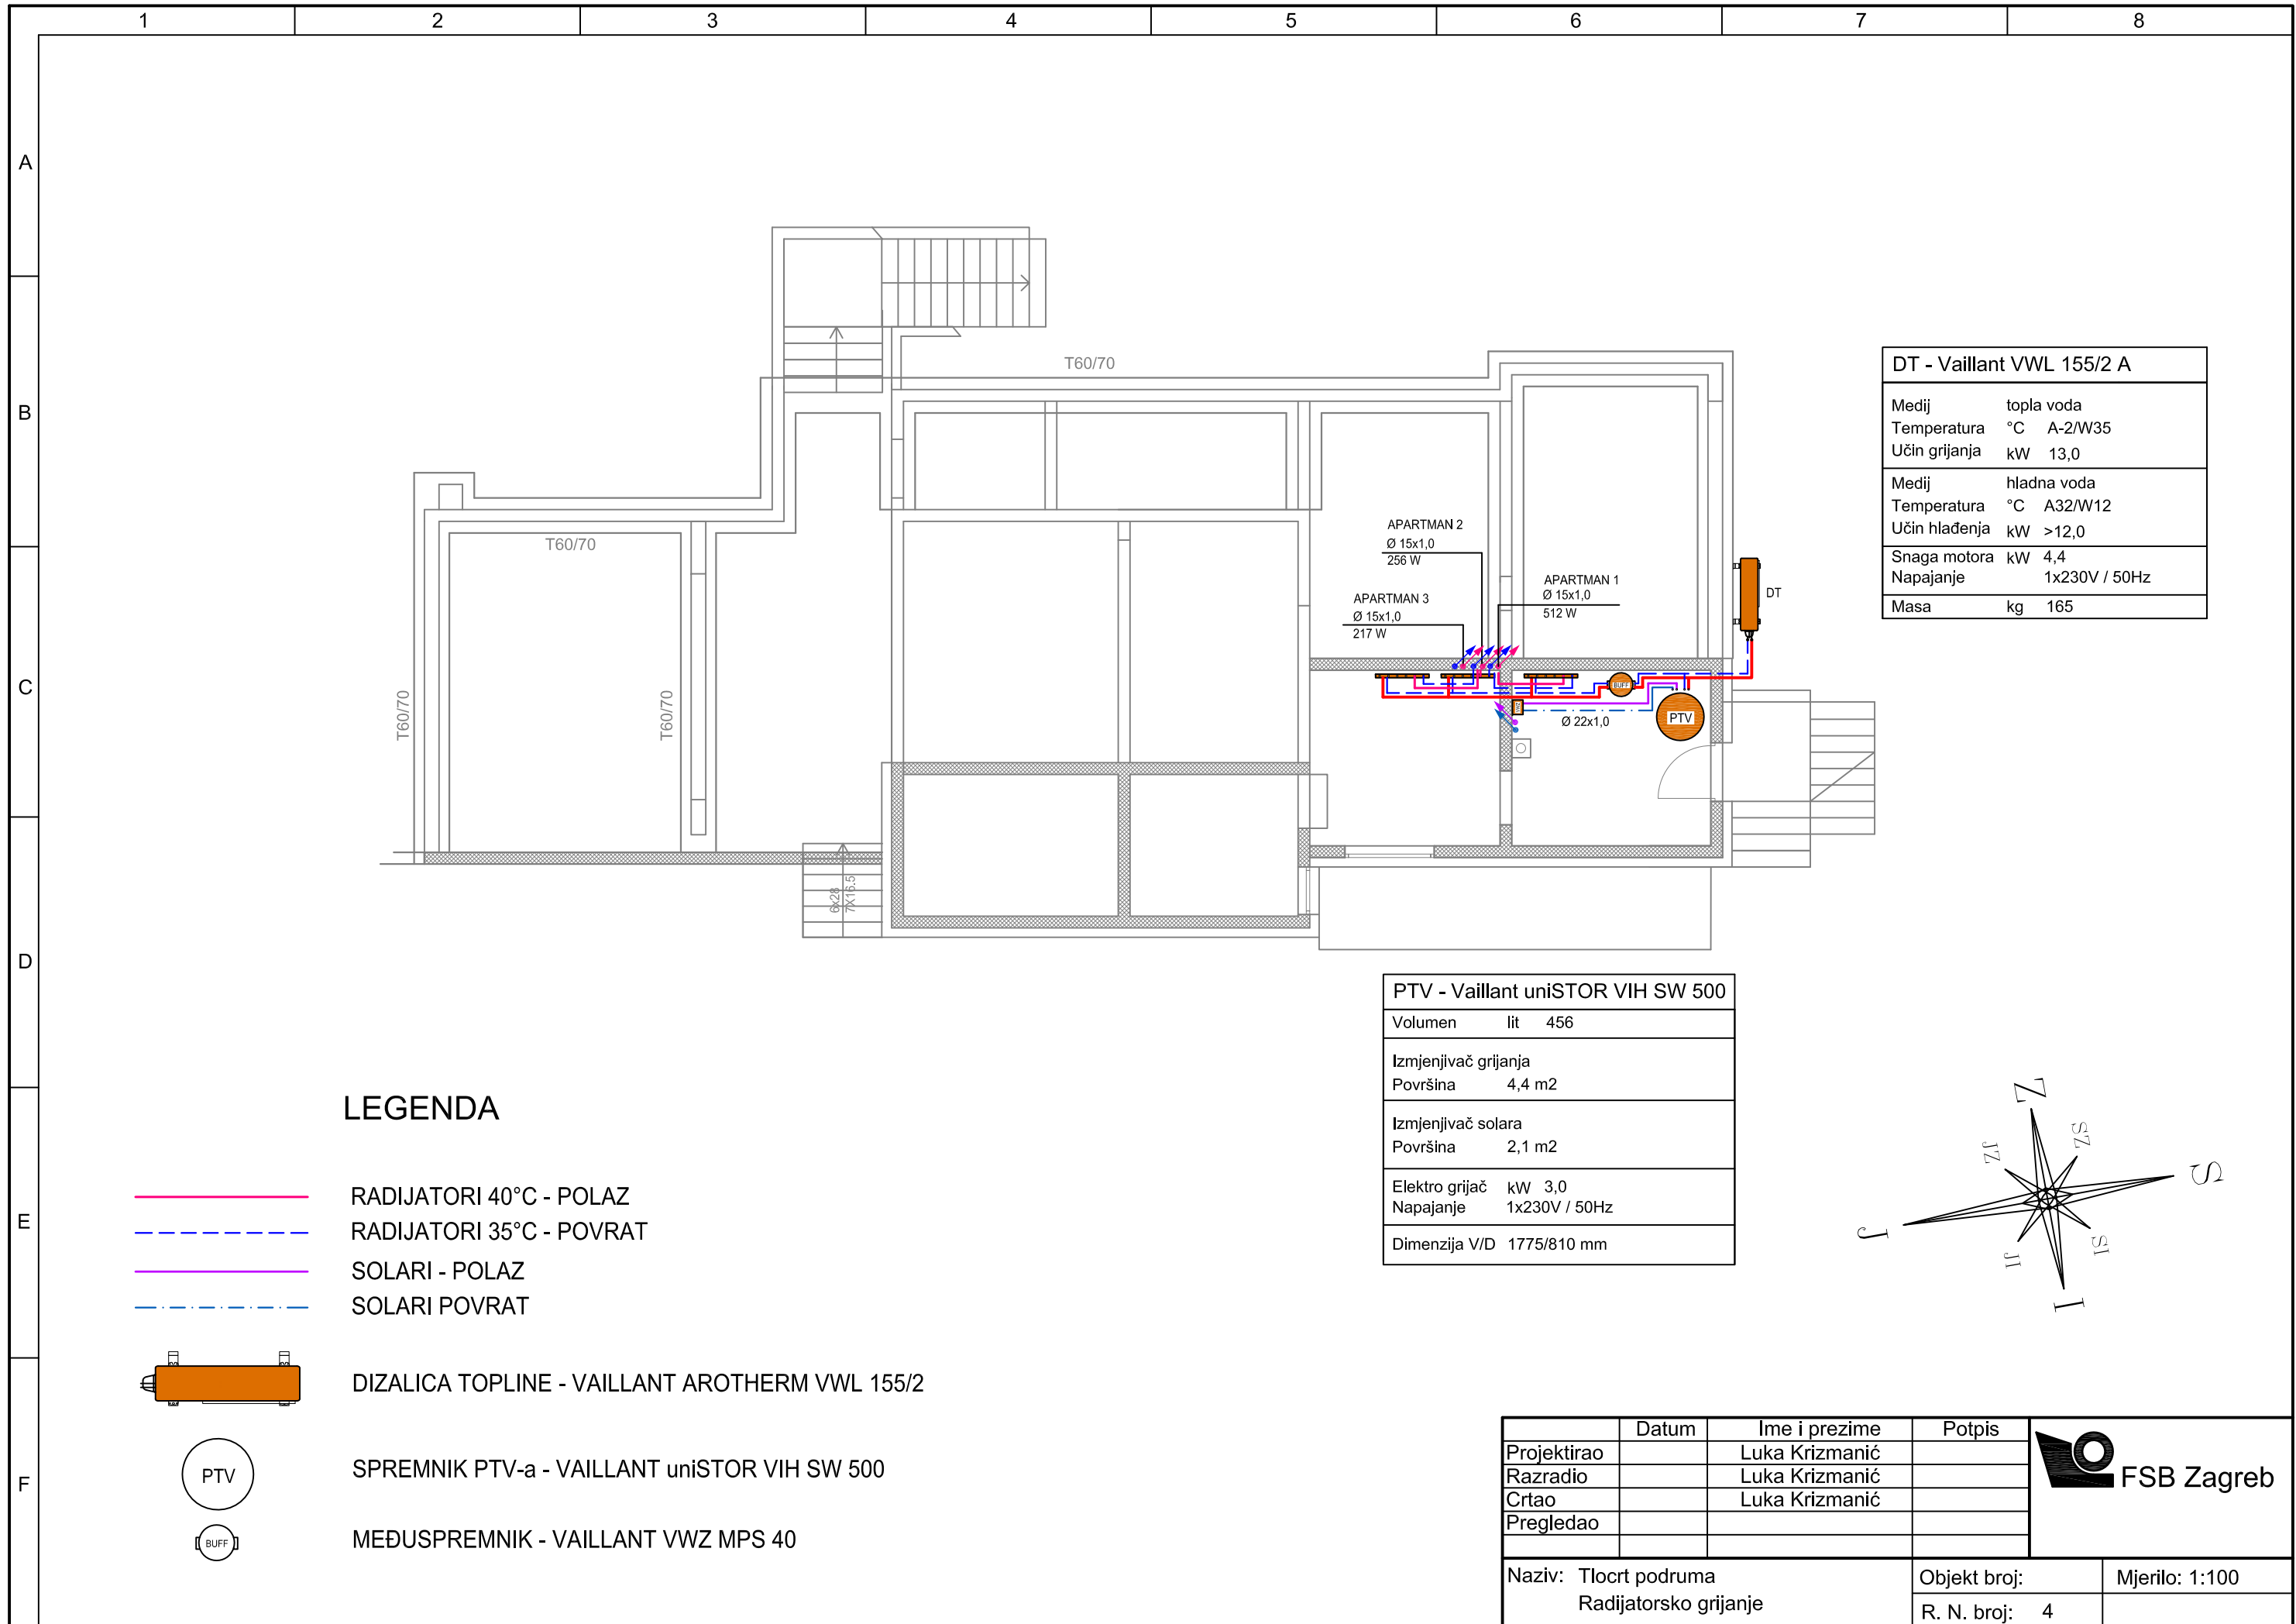 1 2 3 4 5 6 7 8
A
B
C
D
E
F
T60/70
T60/70
T60/70
T60/70
6x28
7X16.5
APARTMAN 2
Ø 15x1,0
256 W
APARTMAN 1
Ø 15x1,0
512 W
APARTMAN 3
Ø 15x1,0
217 W
DT
BUFF
VWZ
PTV
Ø 22x1,0
DT - Vaillant VWL 155/2 A
Medij topla voda
Temperatura °C A-2/W35
Učin grijanja kW 13,0
Medij hladna voda
Temperatura °C A32/W12
Učin hlađenja kW >12,0
Snaga motora kW 4,4
Napajanje 1x230V / 50Hz
Masa kg 165
PTV - Vaillant uniSTOR VIH SW 500
Volumen lit 456
Izmjenjivač grijanja
Površina 4,4 m2
Izmjenjivač solara
Površina 2,1 m2
Elektro grijač kW 3,0
Napajanje 1x230V / 50Hz
Dimenzija V/D 1775/810 mm
Z
SZ
S
SI
I
JI
J
JZ
LEGENDA
RADIJATORI 40°C - POLAZ
RADIJATORI 35°C - POVRAT
SOLARI - POLAZ
SOLARI POVRAT
DIZALICA TOPLINE - VAILLANT AROTHERM VWL 155/2
PTV
SPREMNIK PTV-a - VAILLANT uniSTOR VIH SW 500
BUFF
MEĐUSPREMNIK - VAILLANT VWZ MPS 40
Datum Ime i prezime Potpis
Projektirao Luka Krizmanić
Razradio Luka Krizmanić
Crtao Luka Krizmanić
Pregledao
FSB Zagreb
Naziv: Tlocrt podruma
Radijatorsko grijanje
Objekt broj:
Mjerilo: 1:100
R. N. broj: 4